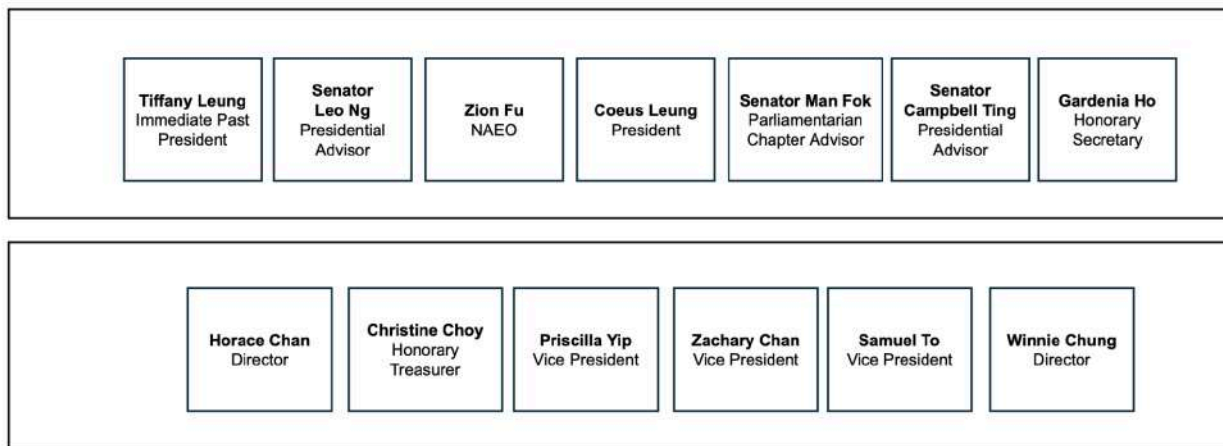 Tiffany Leung
Immediate Past
President
Senator
Leo Ng
Presidential
Advisor
Zion Fu
NAEO
Coeus Leung
President
Senator Man Fok
Parliamentarian
Chapter Advisor
Senator
Campbell Ting
Presidential
Advisor
Gardenia Ho
Honorary
Secretary
Horace Chan
Director
Christine Choy
Honorary
Treasurer
Priscilla Yip
Vice President
Zachary Chan
Vice President
Samuel To
Vice President
Winnie Chung
Director